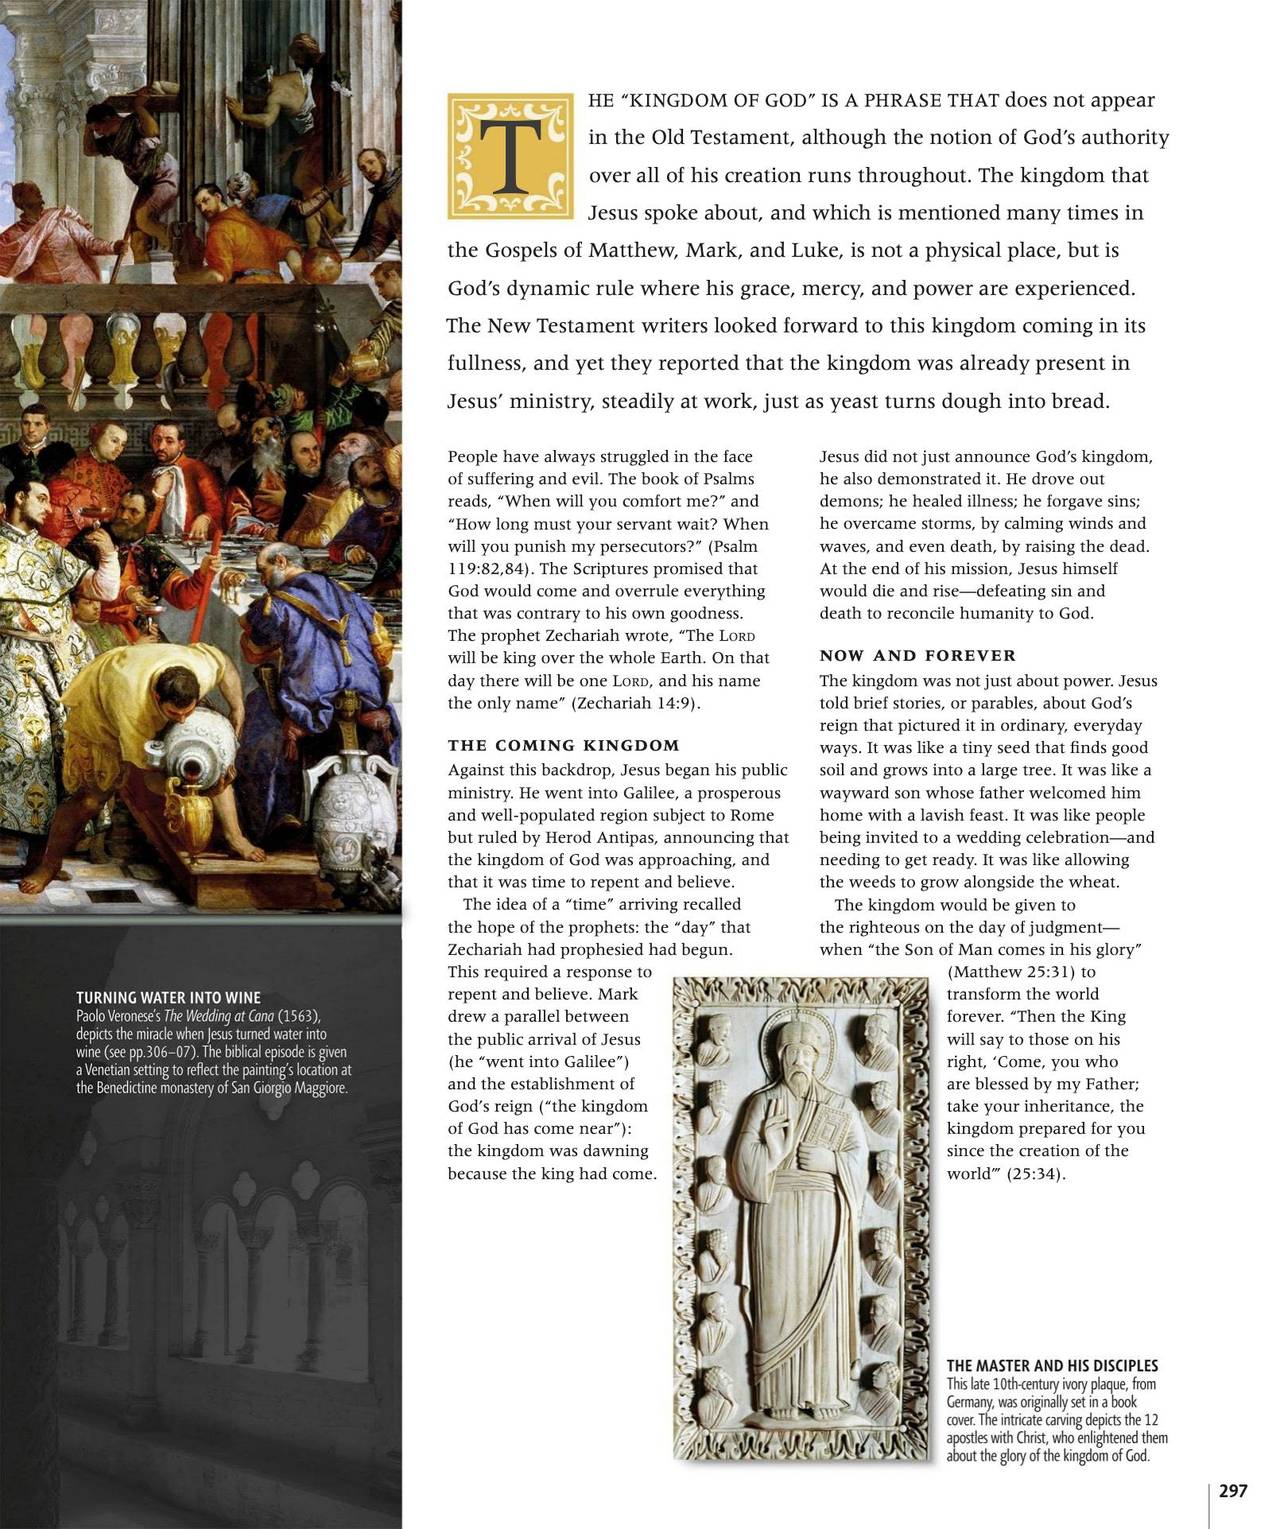 THE “KINGDOM OF GOD” IS A PHRASE THAT does not appear
in the Old Testament, although the notion of God’s authority
over all of his creation runs throughout. The kingdom that
Jesus spoke about, and which is mentioned many times in
the Gospels of Matthew, Mark, and Luke, is not a physical place, but is
God’s dynamic rule where his grace, mercy, and power are experienced.
The New Testament writers looked forward to this kingdom coming in its
fullness, and yet they reported that the kingdom was already present in
Jesus’ ministry, steadily at work, just as yeast turns dough into bread.
People have always struggled in the face
of suffering and evil. The book of Psalms
reads, “When will you comfort me?” and
“How long must your servant wait? When
will you punish my persecutors?” (Psalm
119:82,84). The Scriptures promised that
God would come and overrule everything
that was contrary to his own goodness.
The prophet Zechariah wrote, “The LORD
will be king over the whole Earth. On that
day there will be one LORD, and his name
the only name” (Zechariah 14:9).
THE COMING KINGDOM
Against this backdrop, Jesus began his public
ministry. He went into Galilee, a prosperous
and well-populated region subject to Rome
but ruled by Herod Antipas, announcing that
the kingdom of God was approaching, and
that it was time to repent and believe.
The idea of a “time” arriving recalled
the hope of the prophets: the “day” that
Zechariah had prophesied had begun.
This required a response to
repent and believe. Mark
drew a parallel between
the public arrival of Jesus
(he “went into Galilee”)
and the establishment of
God’s reign (“the kingdom
of God has come near”):
the kingdom was dawning
because the king had come.
Jesus did not just announce God’s kingdom,
he also demonstrated it. He drove out
demons; he healed illness; he forgave sins;
he overcame storms, by calming winds and
waves, and even death, by raising the dead.
At the end of his mission, Jesus himself
would die and rise—defeating sin and
death to reconcile humanity to God.
NOW AND FOREVER
The kingdom was not just about power. Jesus
told brief stories, or parables, about God’s
reign that pictured it in ordinary, everyday
ways. It was like a tiny seed that finds good
soil and grows into a large tree. It was like a
wayward son whose father welcomed him
home with a lavish feast. It was like people
being invited to a wedding celebration—and
needing to get ready. It was like allowing
the weeds to grow alongside the wheat.
The kingdom would be given to
the righteous on the day of judgment—
when “the Son of Man comes in his glory”
(Matthew 25:31) to
transform the world
forever. “Then the King
will say to those on his
right, ‘Come, you who
are blessed by my Father;
take your inheritance, the
kingdom prepared for you
since the creation of the
world’” (25:34).
TURNING WATER INTO WINE
Paolo Veronese’s The Wedding at Cana (1563),
depicts the miracle when Jesus turned water into
wine (see pp.306–07). The biblical episode is given
a Venetian setting to reflect the painting’s location at
the Benedictine monastery of San Giorgio Maggiore.
THE MASTER AND HIS DISCIPLES
This late 10th-century ivory plaque, from
Germany, was originally set in a book
cover. The intricate carving depicts the 12
apostles with Christ, who enlightened them
about the glory of the kingdom of God.
297